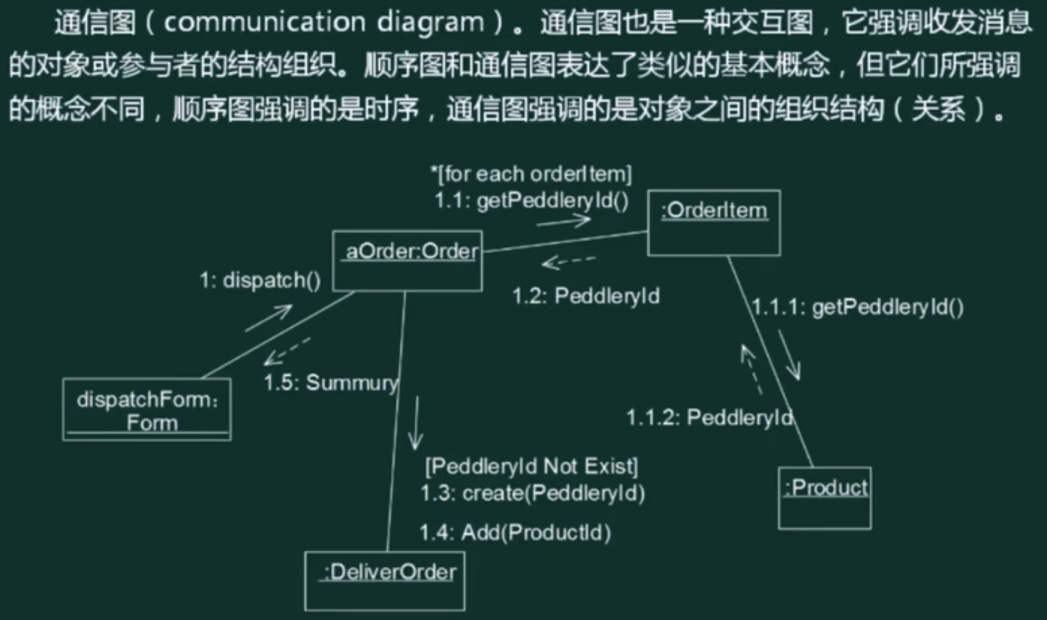 通信图（communication diagram）。通信图也是一种交互图，它强调收发消息
的对象或参与者的结构组织。顺序图和通信图表达了类似的基本概念，但它们所强调
的概念不同，顺序图强调的是时序，通信图强调的是对象之间的组织结构（关系）。
*[for each orderItem]
1.1: getPeddleryId()
:OrderItem
aOrder:Order
1: dispatch()
1.2: PeddleryId
1.1.1: getPeddleryId()
dispatchForm:
Form
1.5: Summury
1.1.2: PeddleryId
[PeddleryId Not Exist]
1.3: create(PeddleryId)
:Product
1.4: Add(ProductId)
:DeliverOrder